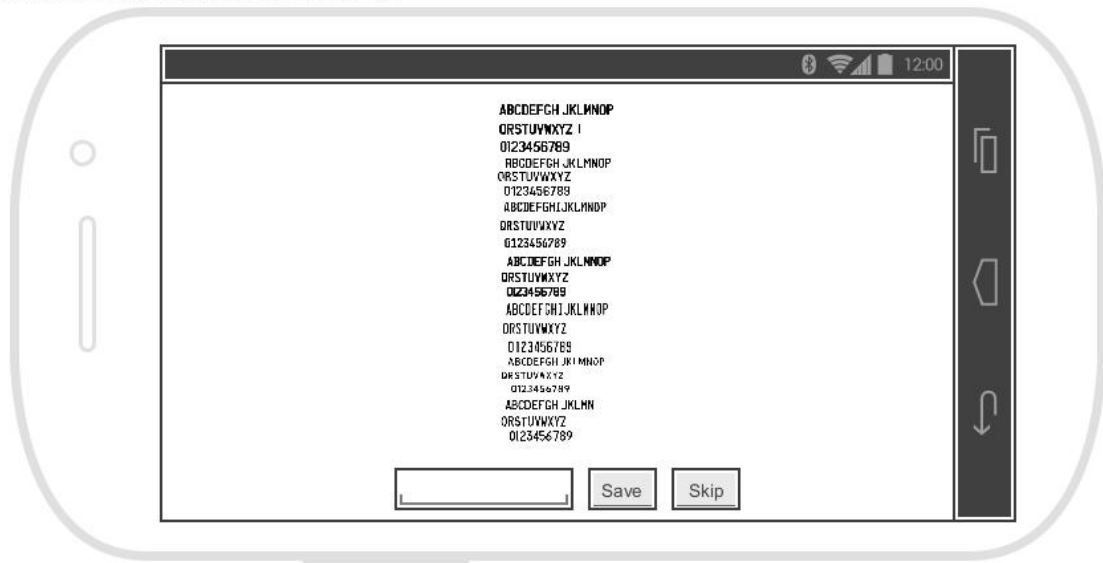 12:00
ABCDEFGH JKLMNOP
QRSTUVWXYZ I
0123456789
ABCDEFGH JKLMNOP
QRSTUVWXYZ
0123456789
ABCDEFGHIJKLMNOP
QRSTUVWXYZ
0123456789
ABCDEFGH JKLMNOP
QRSTUVWXYZ
0123456789
ABCDEFGHIJKLMNOP
QRSTUVWXYZ
0123456789
ABCDEFGH JKLMNOP
QRSTUVWXYZ
0123456789
ABCDEFGH JKLMN
QRSTUVWXYZ
0123456789
Save Skip